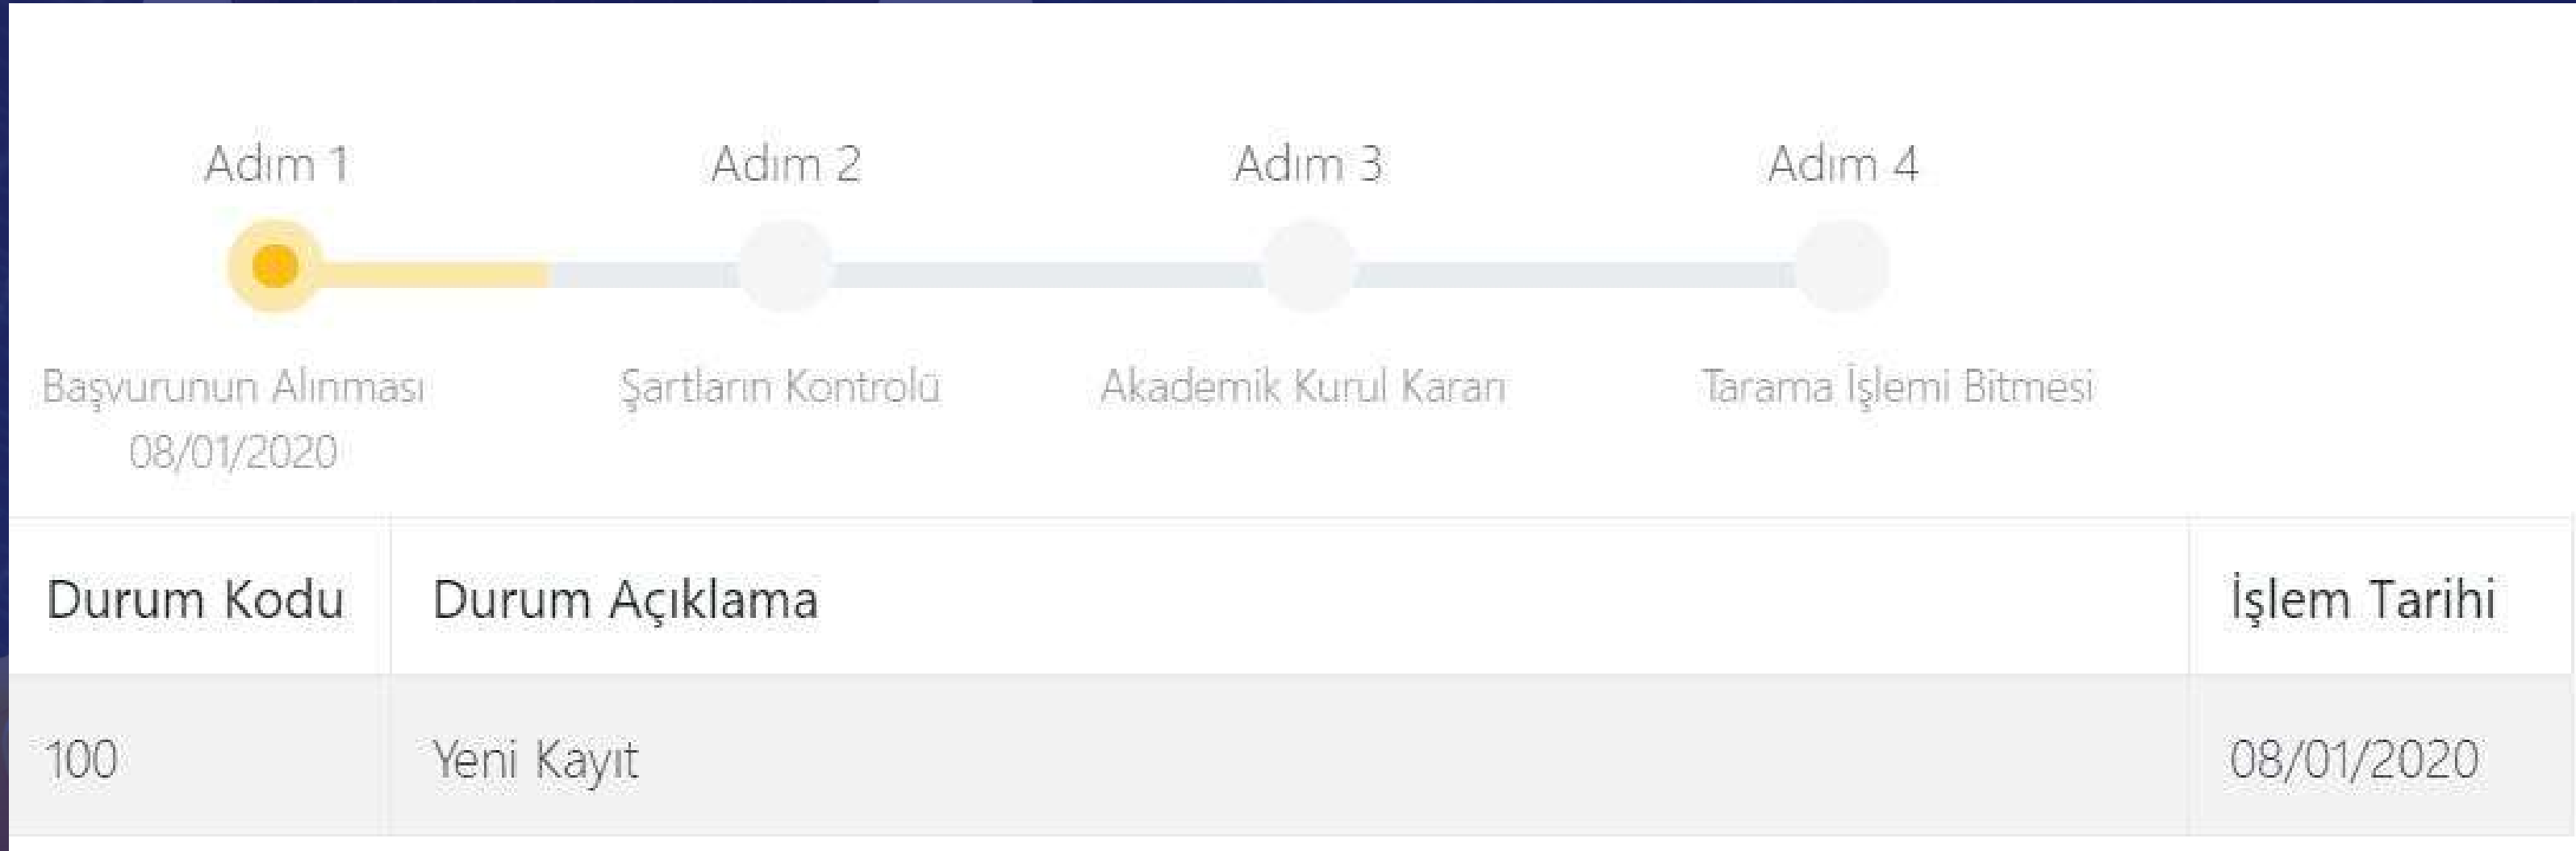 Adım 1
Adım 2
Adım 3
Adım 4
Başvurunun Alınması
08/01/2020
Şartların Kontrolü
Akademik Kurul Kararı
Tarama İşlemi Bitmesi
Durum Kodu
Durum Açıklama
İşlem Tarihi
100
Yeni Kayıt
08/01/2020